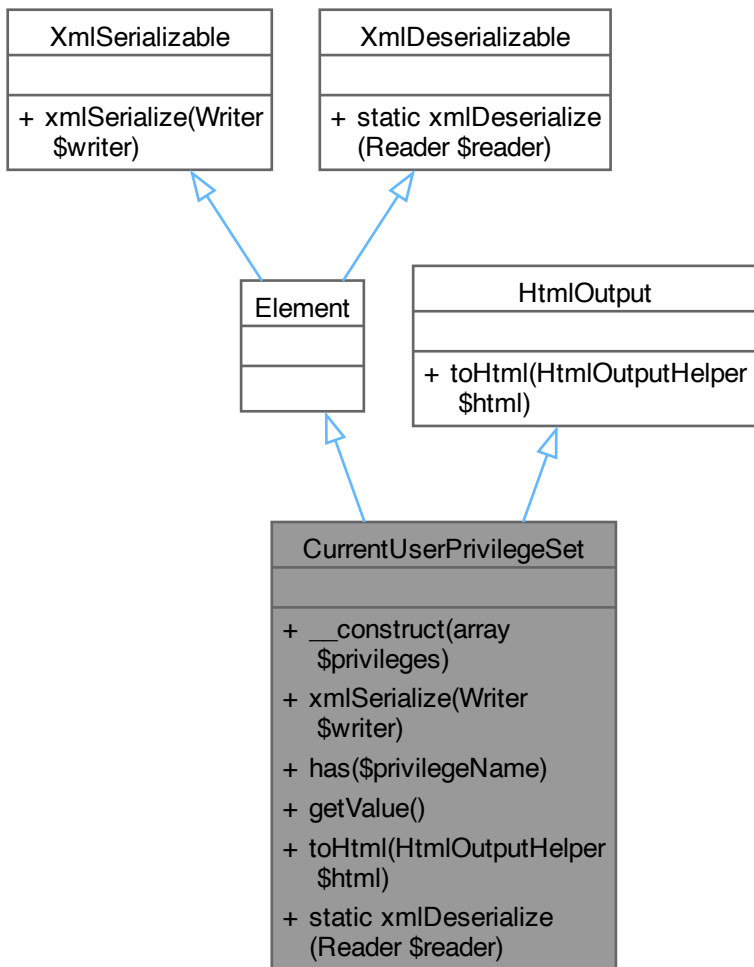 XmlSerializable
+ xmlSerialize(Writer
$writer)
XmlDeserializable
+ static xmlDeserialize
(Reader $reader)
Element
HtmlOutput
+ toHtml(HtmlOutputHelper
$html)
CurrentUserPrivilegeSet
+ __construct(array
$privileges)
+ xmlSerialize(Writer
$writer)
+ has($privilegeName)
+ getValue()
+ toHtml(HtmlOutputHelper
$html)
+ static xmlDeserialize
(Reader $reader)